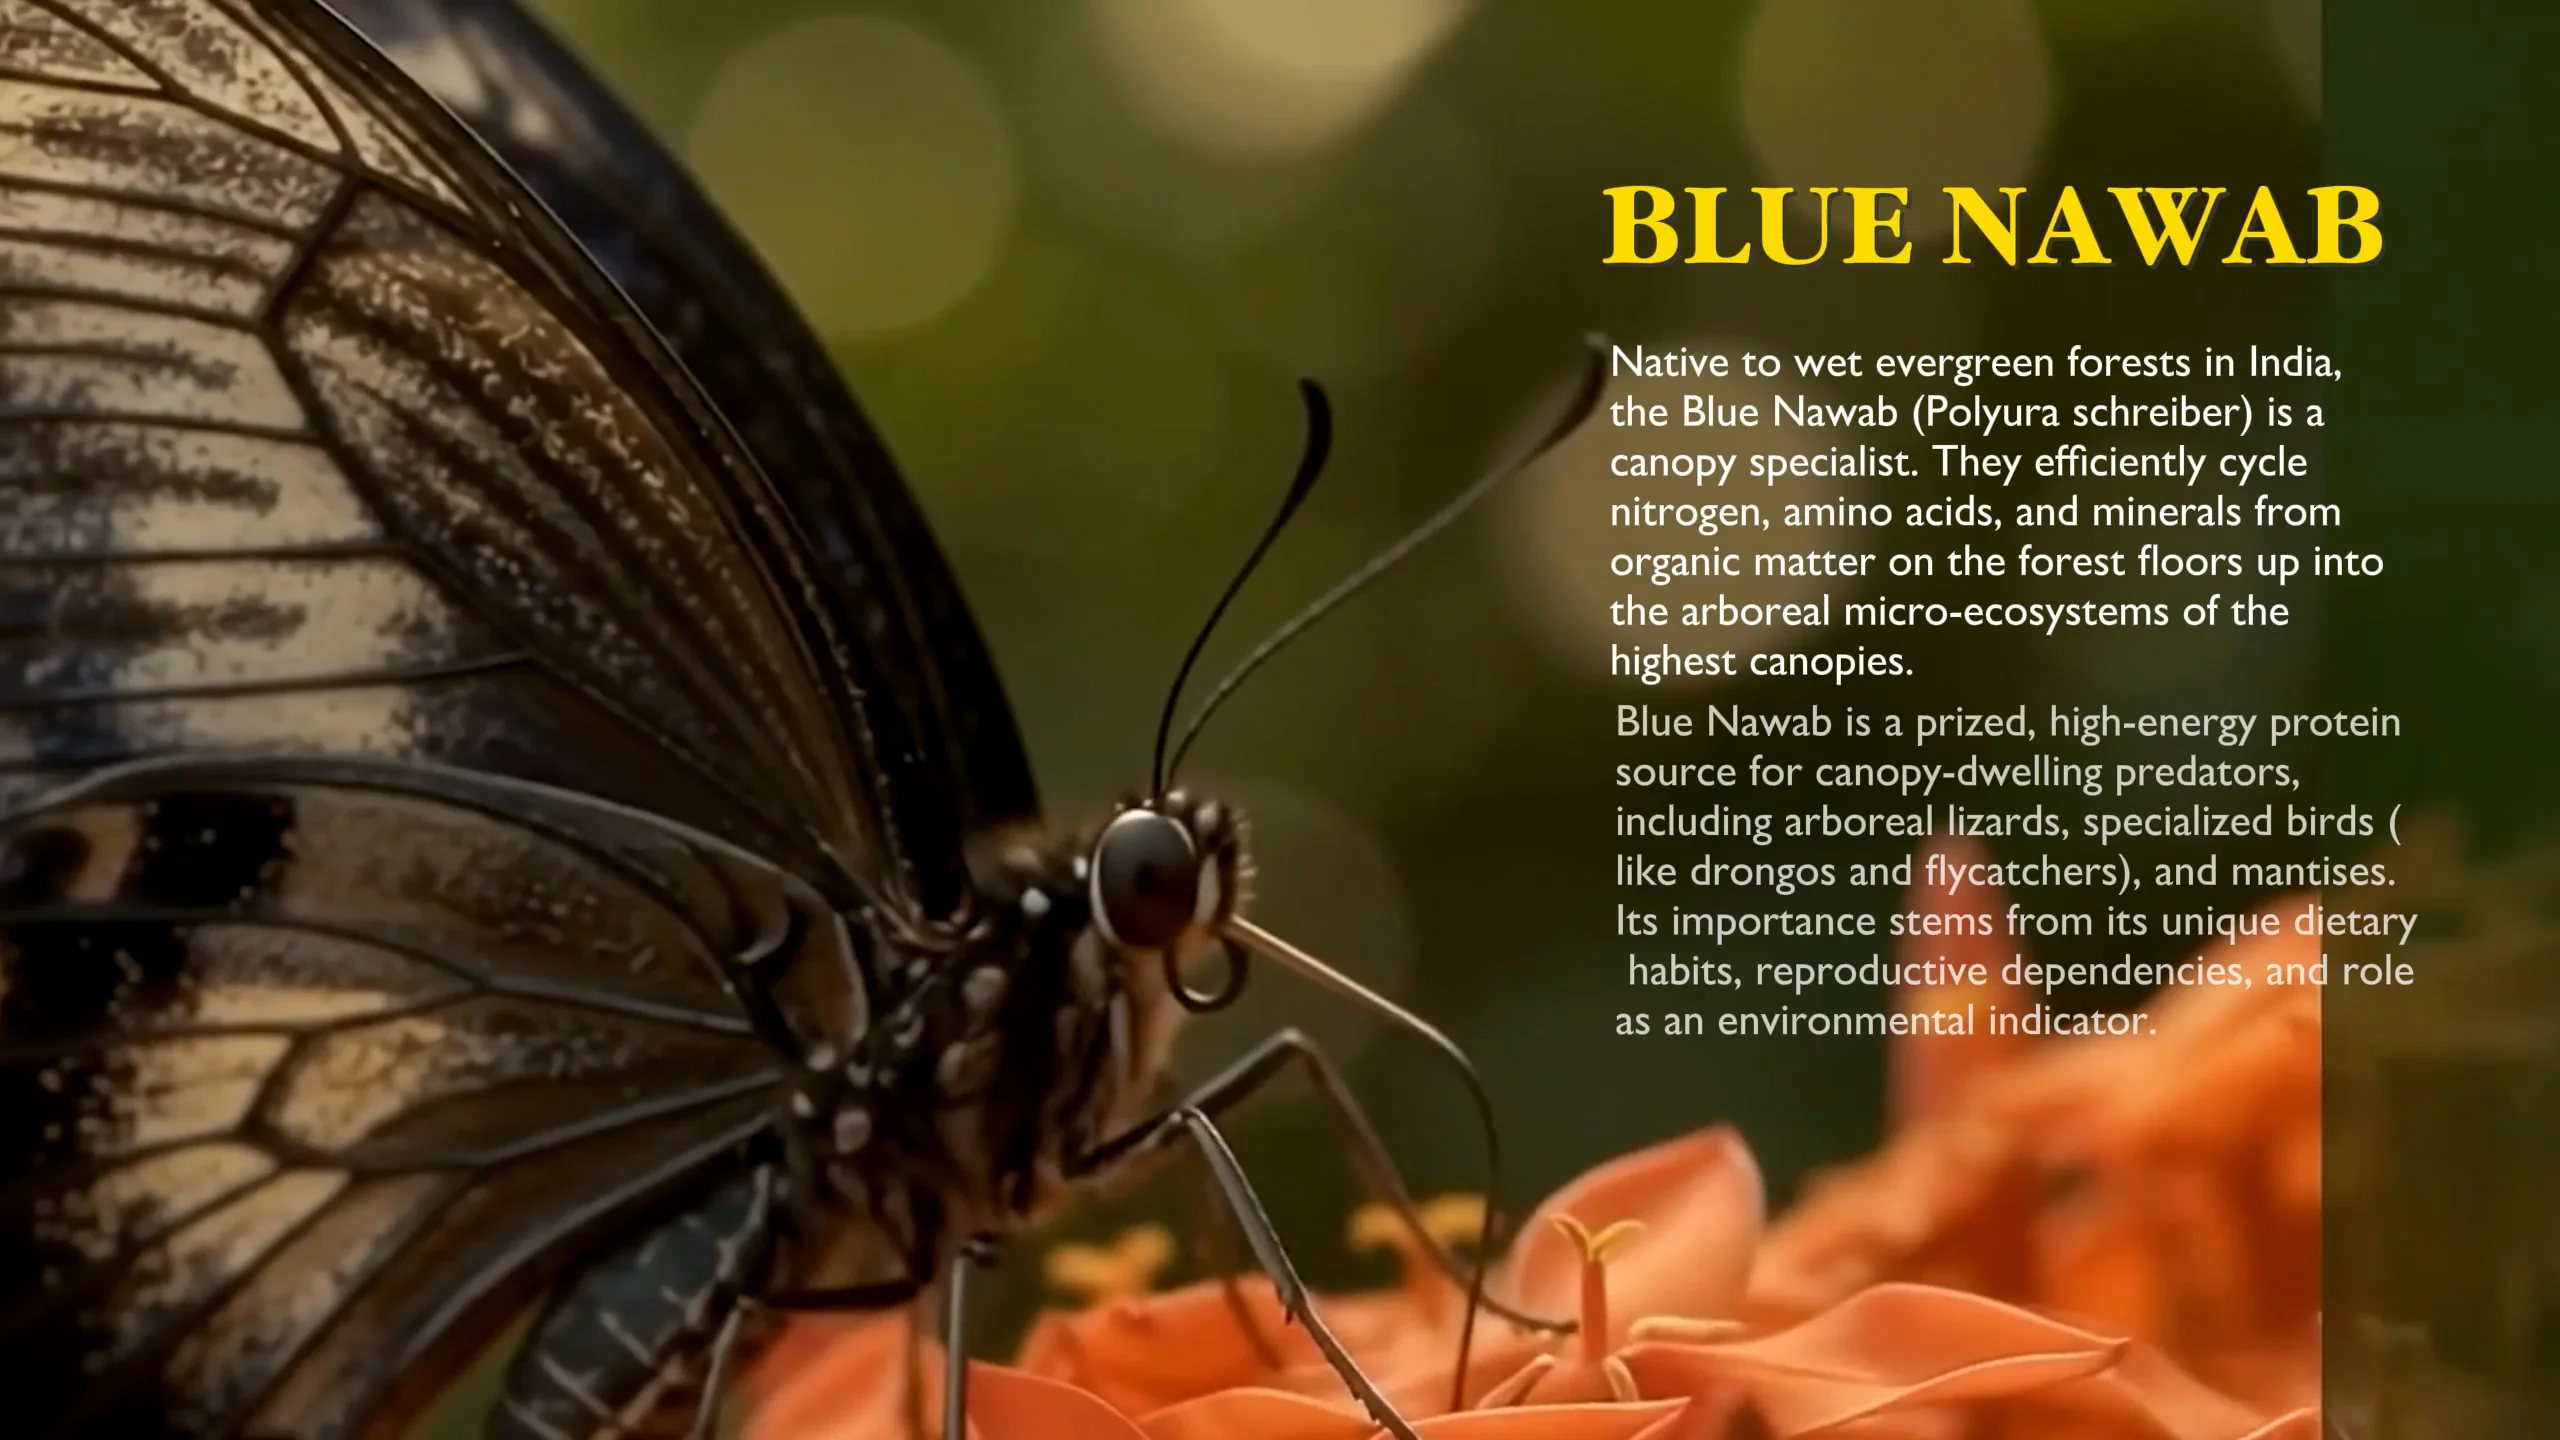 BLUE NAWAB
Native to wet evergreen forests in India,
the Blue Nawab (Polyura schreiber) is a
canopy specialist. They efficiently cycle
nitrogen, amino acids, and minerals from
organic matter on the forest floors up into
the arboreal micro-ecosystems of the
highest canopies.
Blue Nawab is a prized, high-energy protein
source for canopy-dwelling predators,
including arboreal lizards, specialized birds (
like drongos and flycatchers), and mantises.
Its importance stems from its unique dietary
habits, reproductive dependencies, and role
as an environmental indicator.